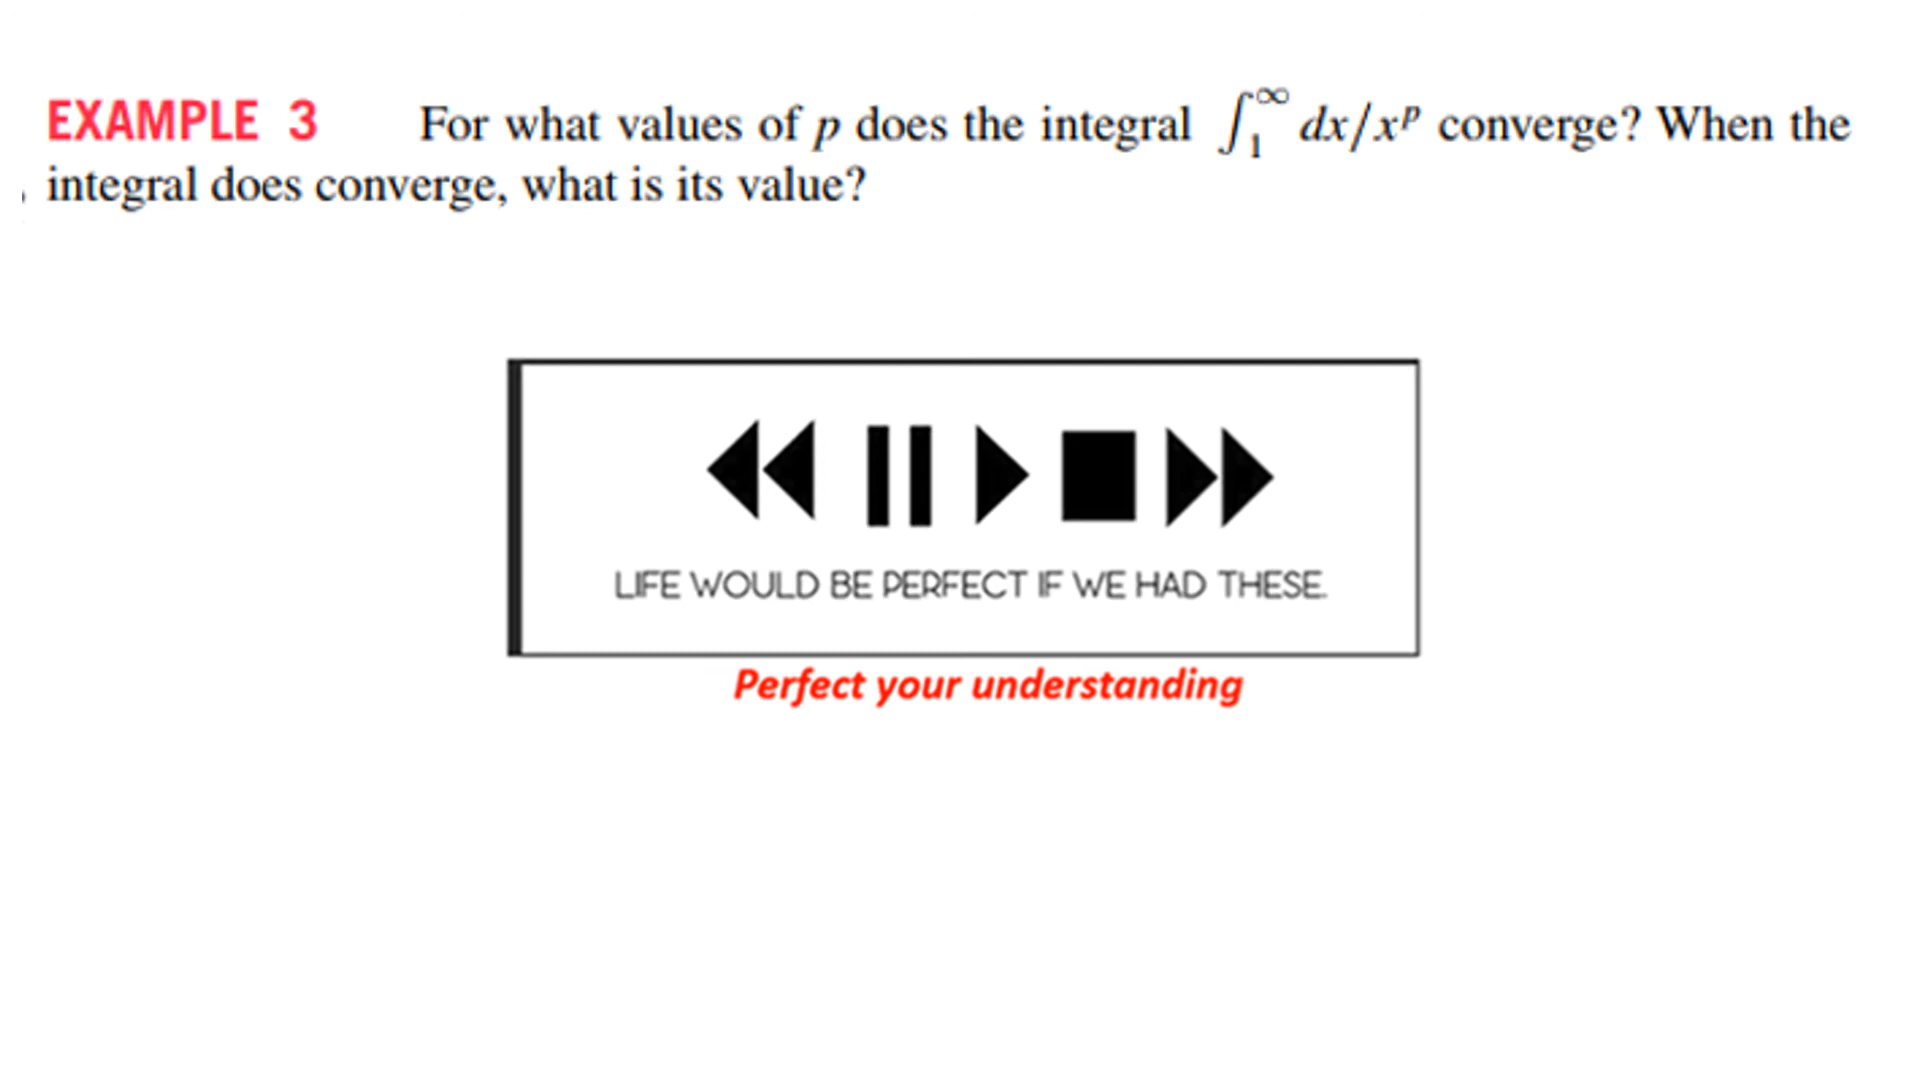 EXAMPLE 3 For what values of p does the integral ∫₁^∞ dx/xᵖ converge? When the
integral does converge, what is its value?
LIFE WOULD BE PERFECT IF WE HAD THESE.
Perfect your understanding